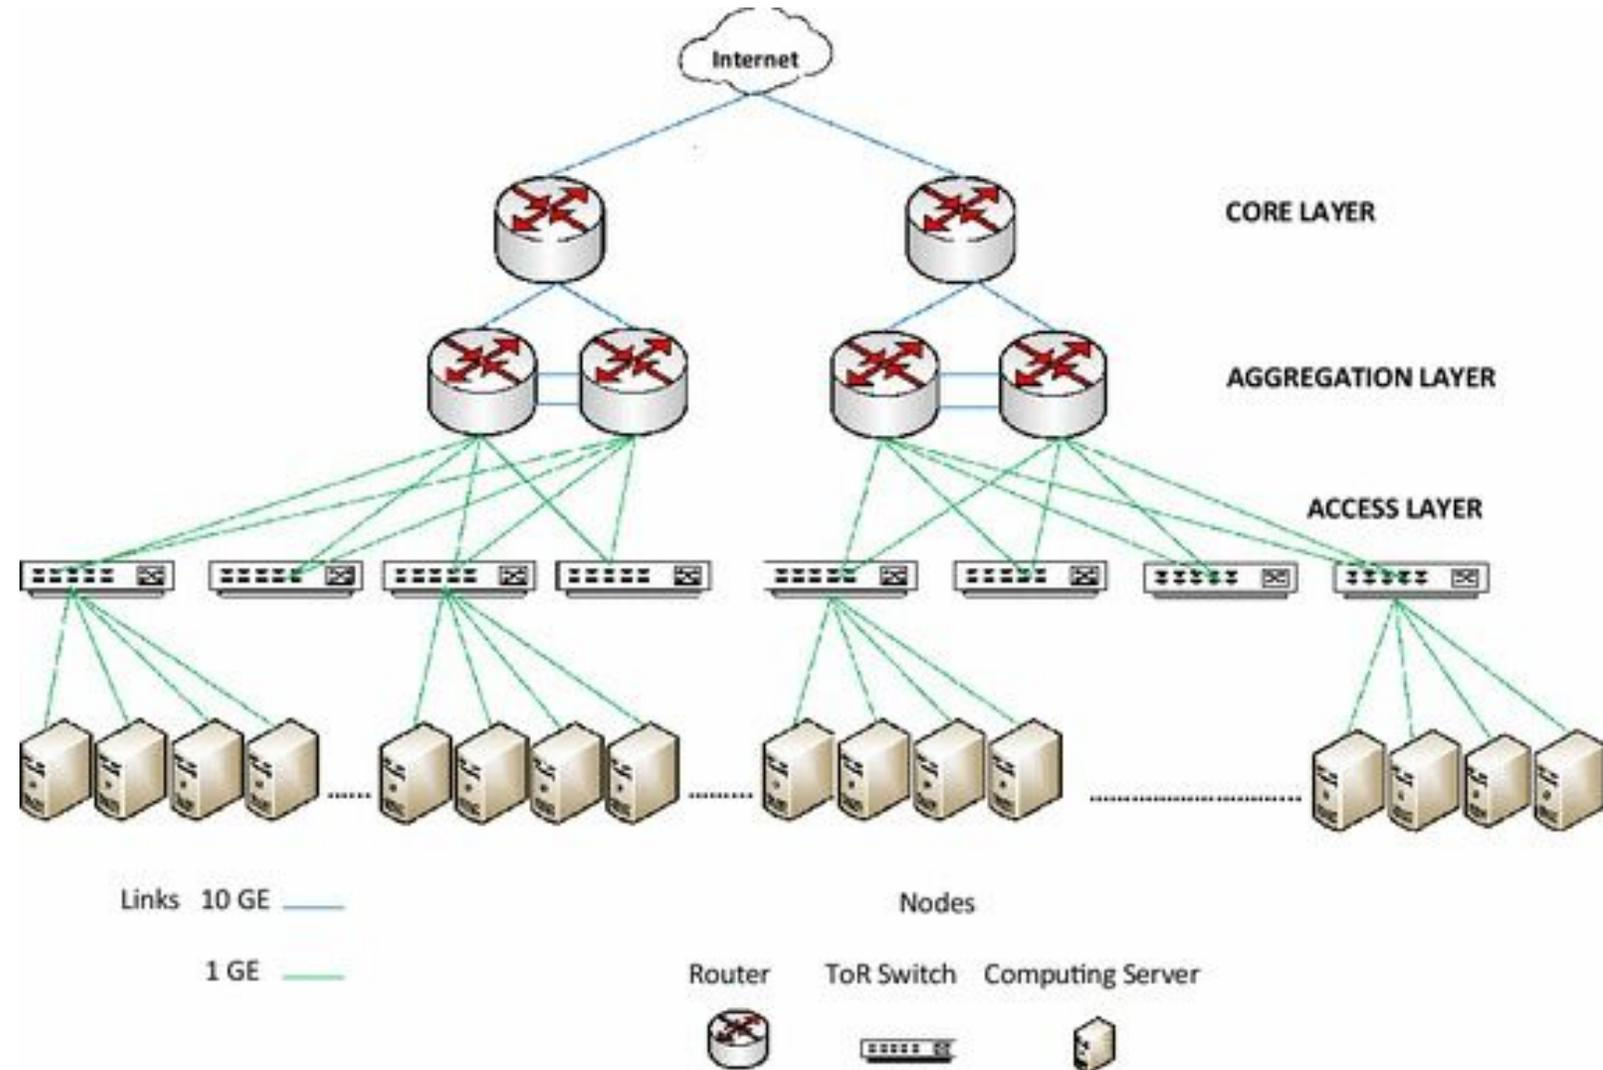 Internet
CORE LAYER
AGGREGATION LAYER
ACCESS LAYER
Links 10 GE
1 GE
Nodes
Router ToR Switch Computing Server